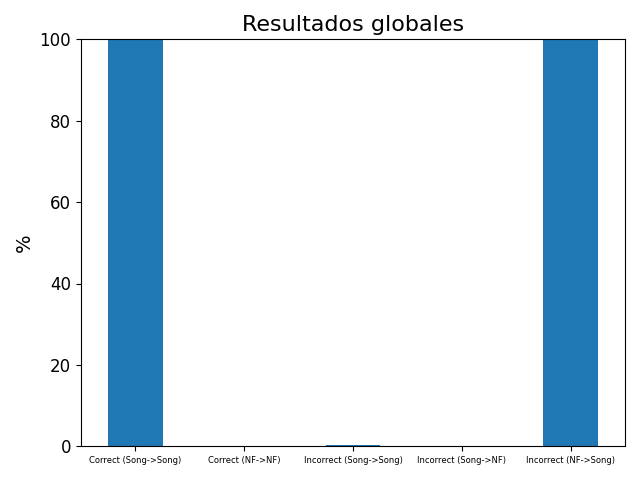 Resultados globales
100
80
60
40
20
0
%
Correct (Song->Song)
Correct (NF->NF)
Incorrect (Song->Song)
Incorrect (Song->NF)
Incorrect (NF->Song)